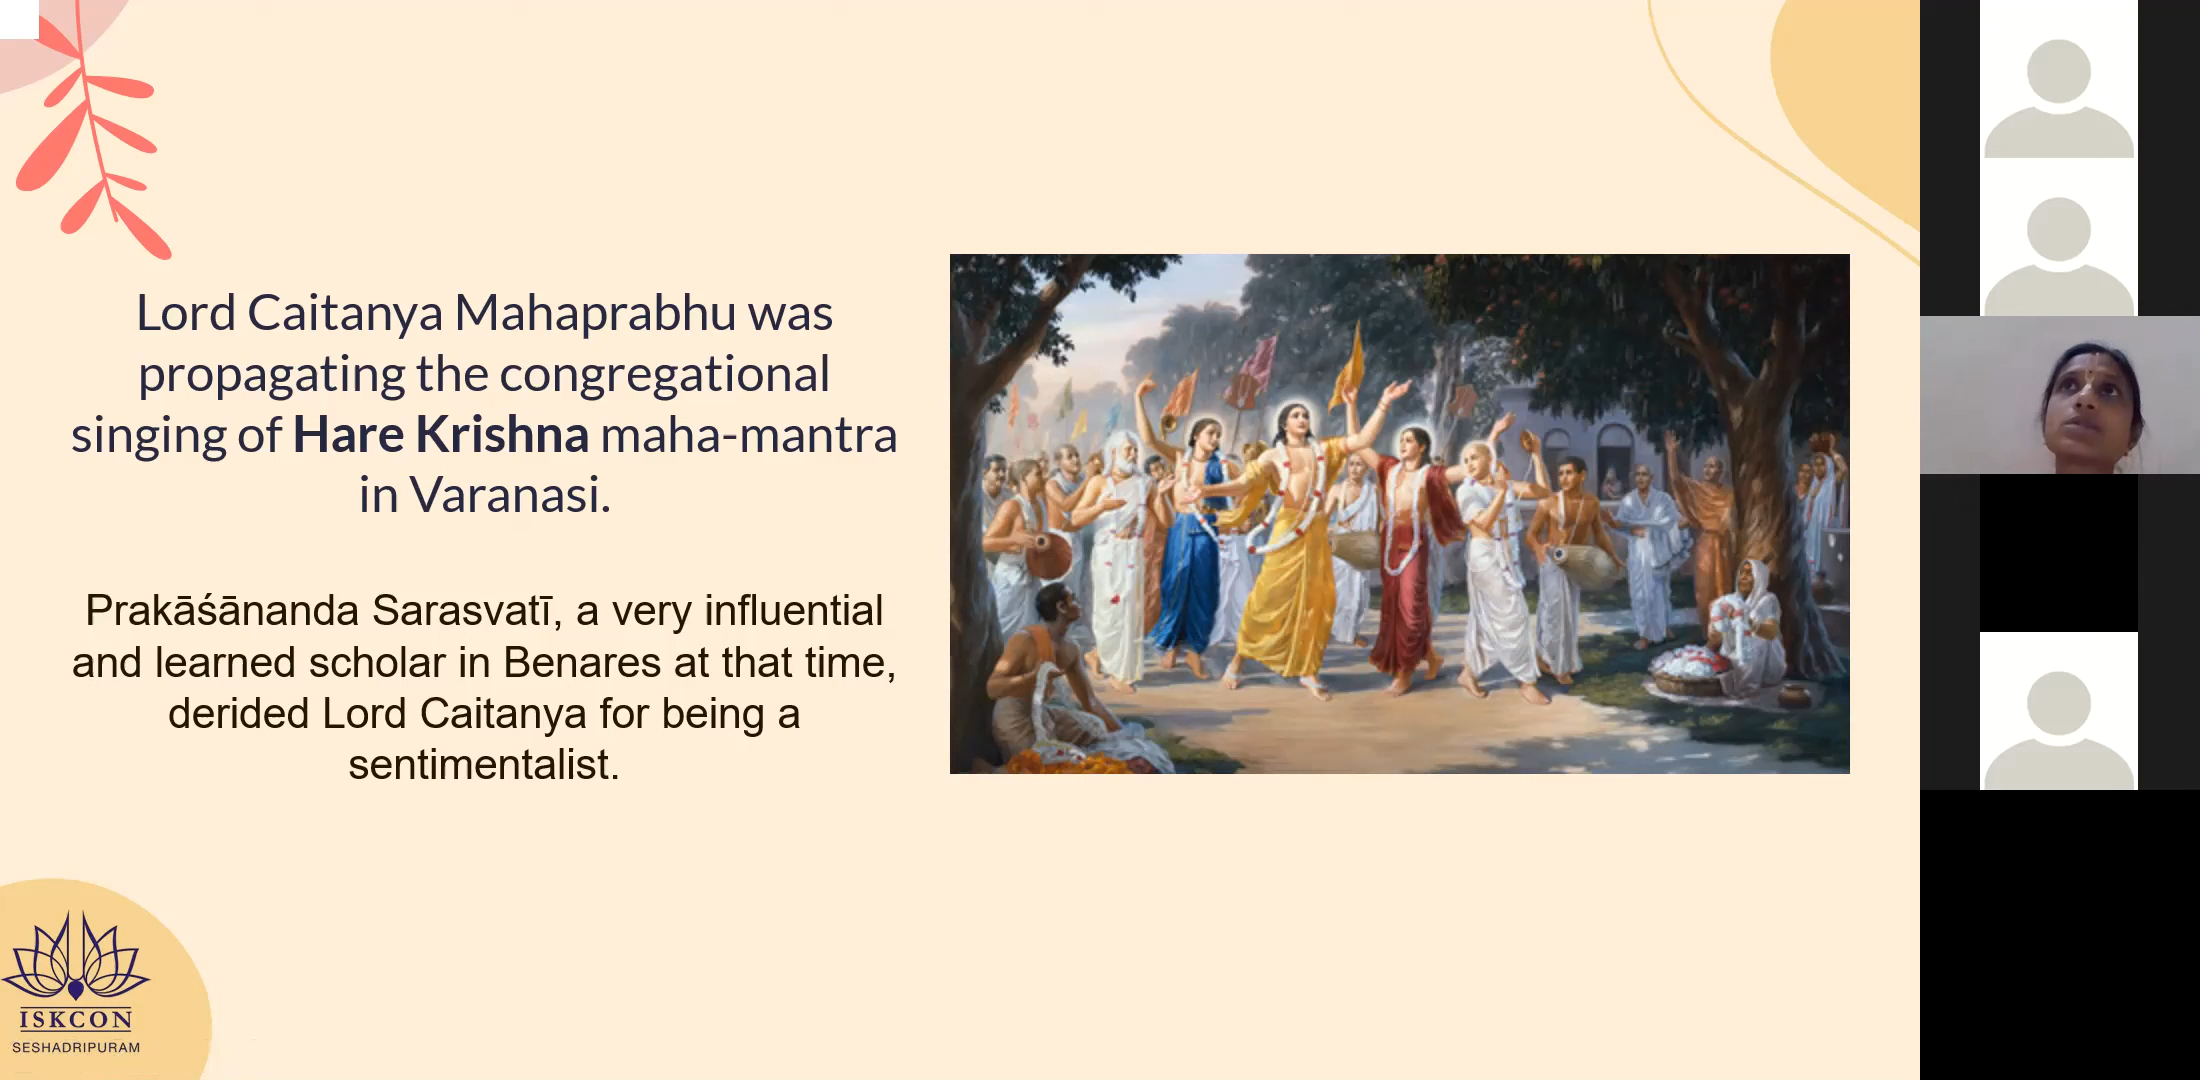 Lord Caitanya Mahaprabhu was
propagating the congregational
singing of Hare Krishna maha-mantra
in Varanasi.
Prakāśānanda Sarasvatī, a very influential
and learned scholar in Benares at that time,
derided Lord Caitanya for being a
sentimentalist.
ISKCON
SESHADRIPURAM